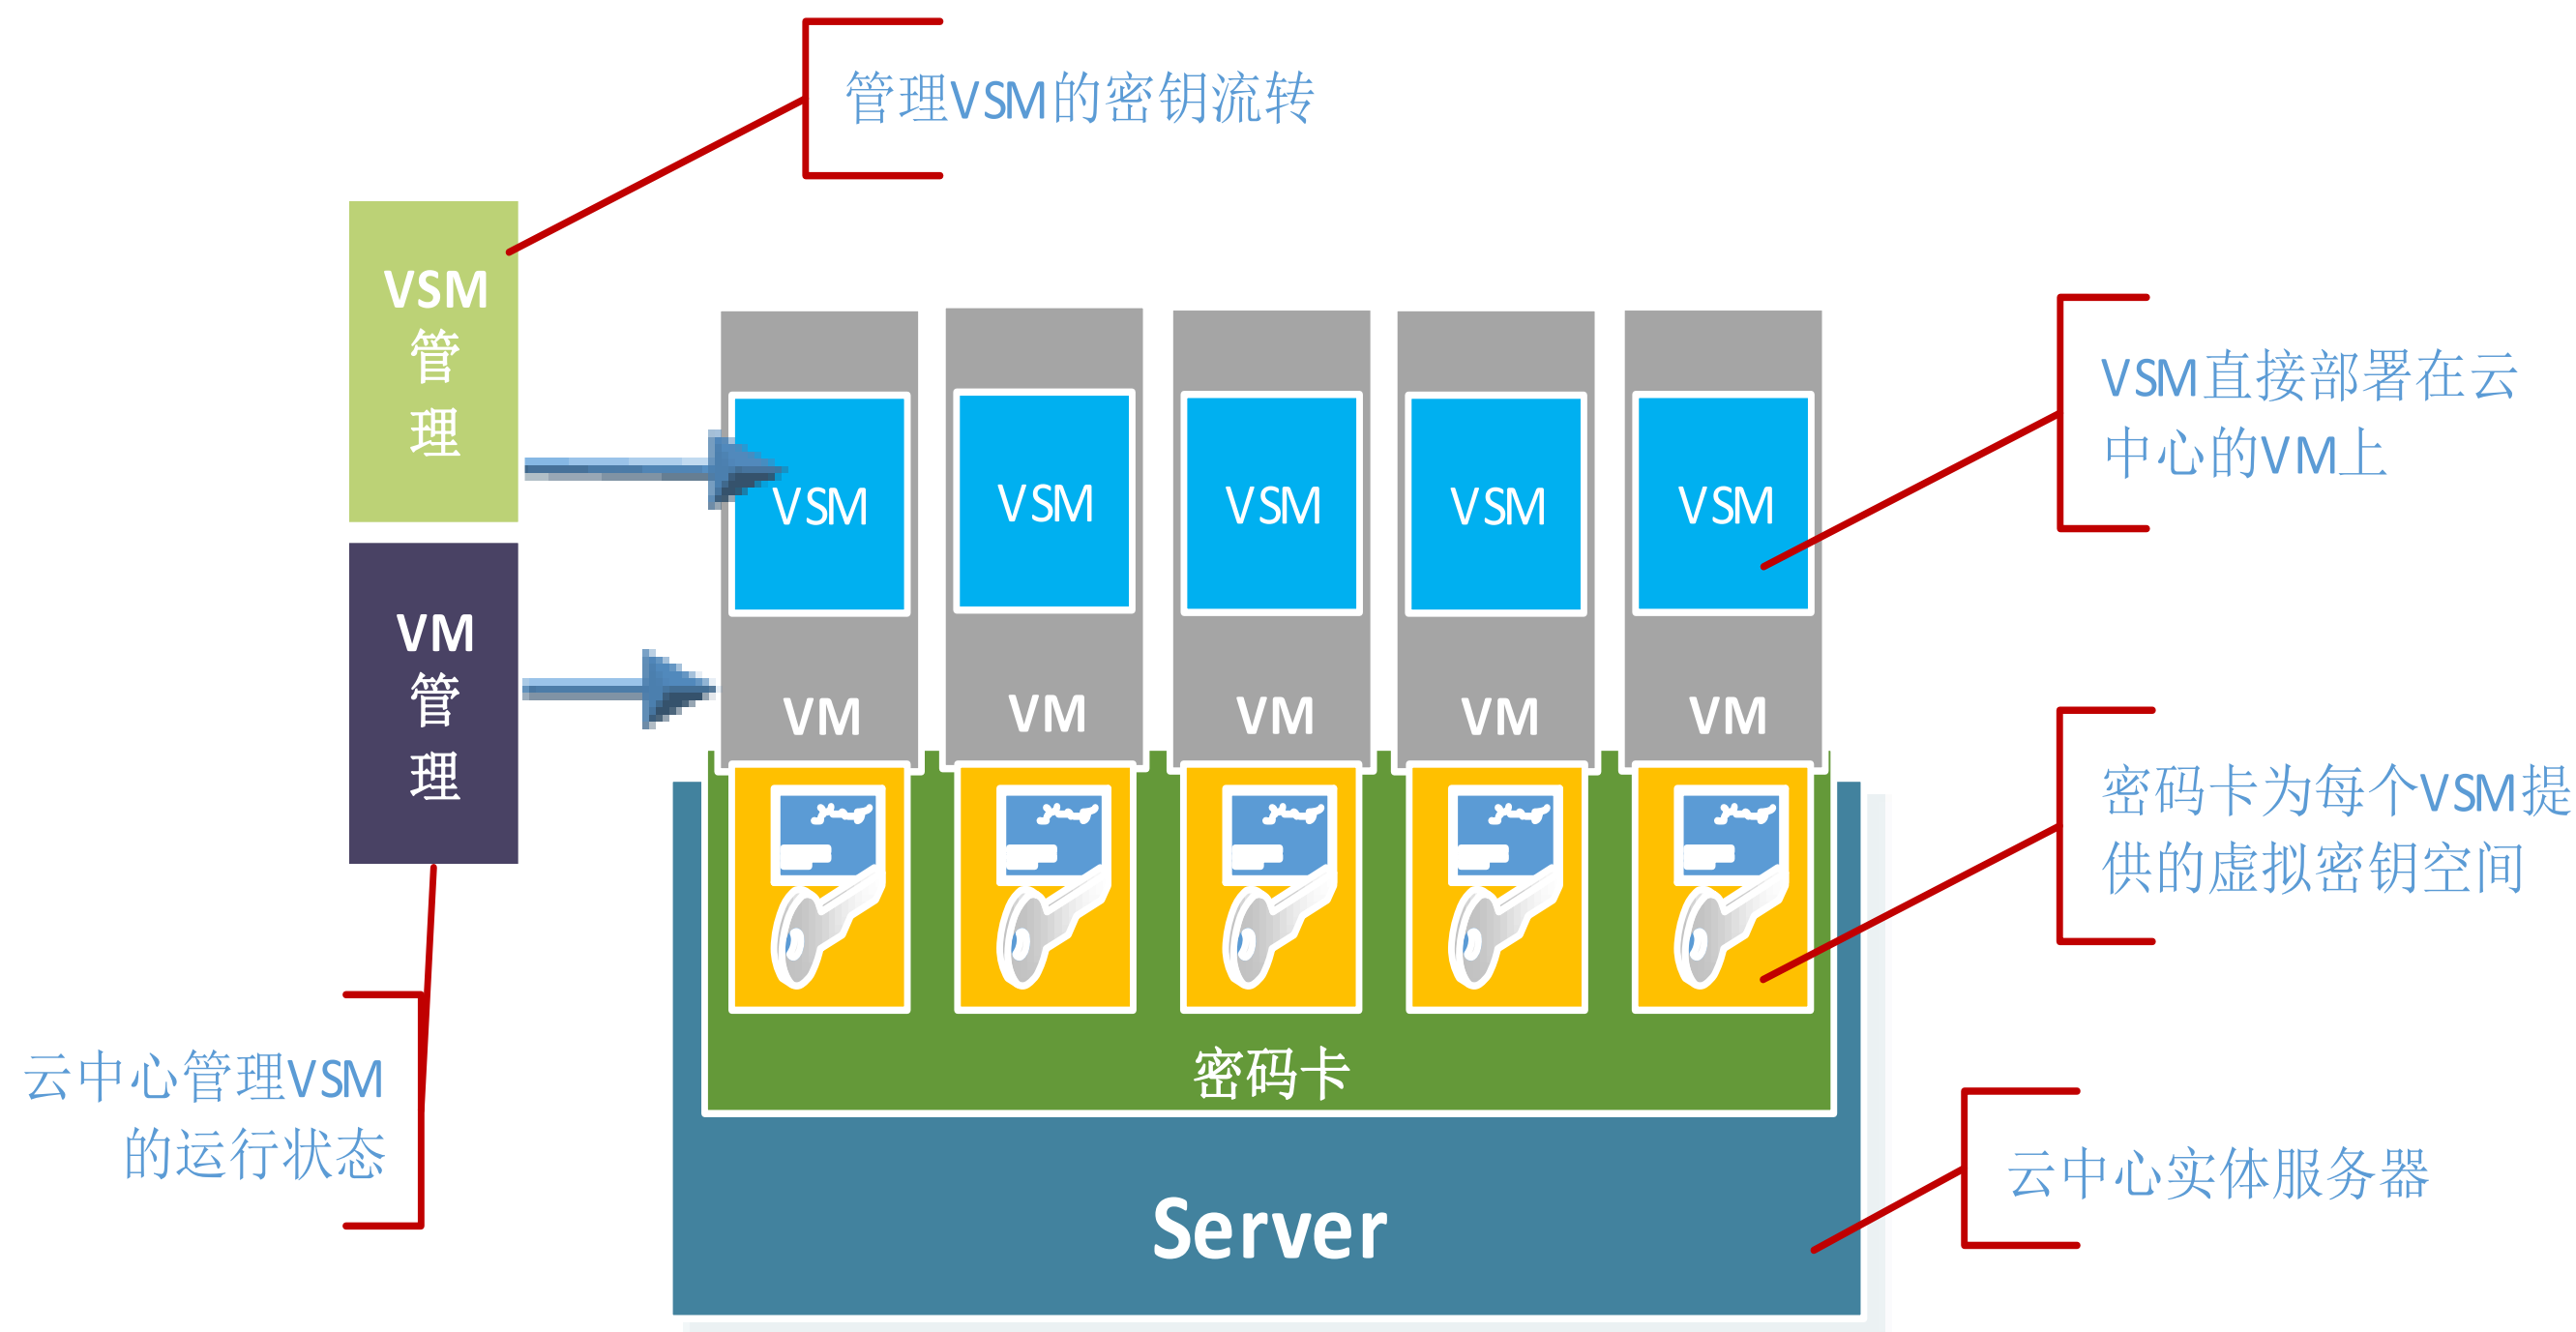 管理VSM的密钥流转
VSM
管
理
VM
管
理
VSM
VSM
VSM
VSM
VSM
VM
VM
VM
VM
VM
VSM直接部署在云
中心的VM上
密码卡为每个VSM提
供的虚拟密钥空间
密码卡
云中心管理VSM
的运行状态
云中心实体服务器
Server